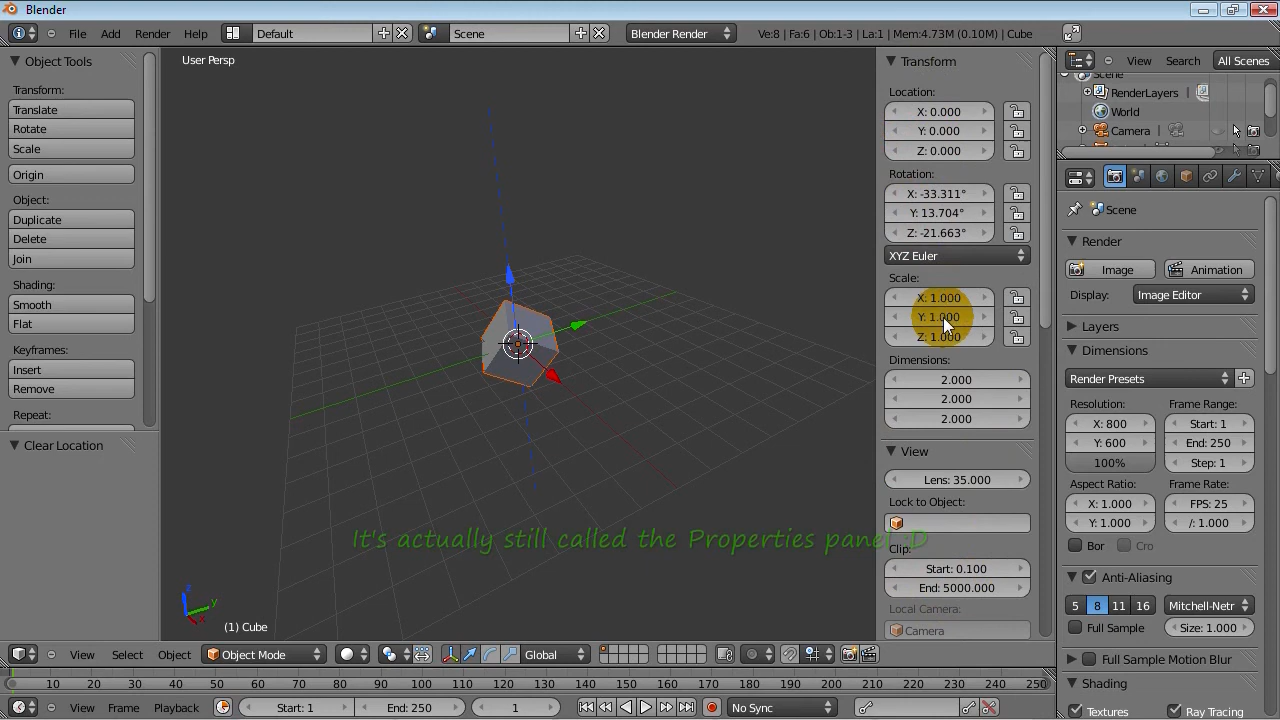 Blender
File Add Render Help Default Scene Blender Render Ve:8 | Fa:6 | Ob:1-3 | La:1 | Mem:4.73M (0.10M) | Cube
Object Tools
Transform:
Translate
Rotate
Scale
Origin
Object:
Duplicate
Delete
Join
Shading:
Smooth
Flat
Keyframes:
Insert
Remove
Repeat:
Clear Location
User Persp
It's actually still called the Properties panel :D
z
y
x
(1) Cube
Transform
Location:
X: 0.000
Y: 0.000
Z: 0.000
Rotation:
X: -33.311°
Y: 13.704°
Z: -21.663°
XYZ Euler
Scale:
X: 1.000
Y: 1.000
Z: 1.000
Dimensions:
2.000
2.000
2.000
View
Lens: 35.000
Lock to Object:
Clip:
Start: 0.100
End: 5000.000
Local Camera:
Camera
View Search All Scenes
Scene
RenderLayers
World
Camera
Scene
Render
Image Animation
Display: Image Editor
Layers
Dimensions
Render Presets
Resolution: Frame Range:
X: 800 Start: 1
Y: 600 End: 250
100% Step: 1
Aspect Ratio: Frame Rate:
X: 1.000 FPS: 25
Y: 1.000 /: 1.000
Bor Cro
Anti-Aliasing
5 8 11 16 Mitchell-Netr
Full Sample Size: 1.000
Full Sample Motion Blur
Shading
Textures Ray Tracing
View Select Object Object Mode Global
0 10 20 30 40 50 60 70 80 90 100 110 120 130 140 150 160 170 180 190 200 210 220 230 240 250
View Frame Playback Start: 1 End: 250 1 No Sync